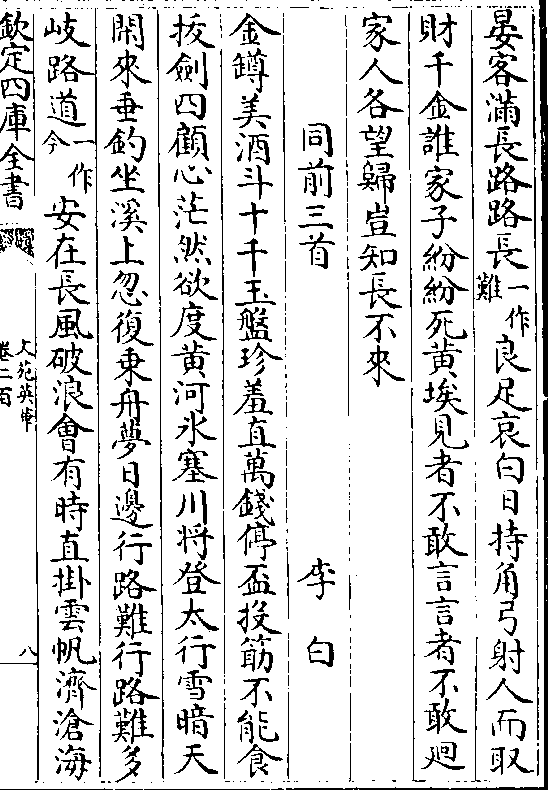 晏客滿長路路長一作難良足哀白日持角弓射人而取
財千金誰家子紛紛死黄埃見者不敢言言者不敢廻
家人各望歸豈知長不來
同前三首 李白
金罇美酒斗十千玉盤珍羞直萬錢停盃投筯不能食
拔劍四顧心茫然欲度黄河氷塞川将登太行雪暗天
閑來垂釣坐溪上忽復乗舟夢日邊行路難行路難多
岐路道一作今安在長風破浪會有時直掛雲帆濟滄海
欽定四庫全書
文苑英華
卷二百
八